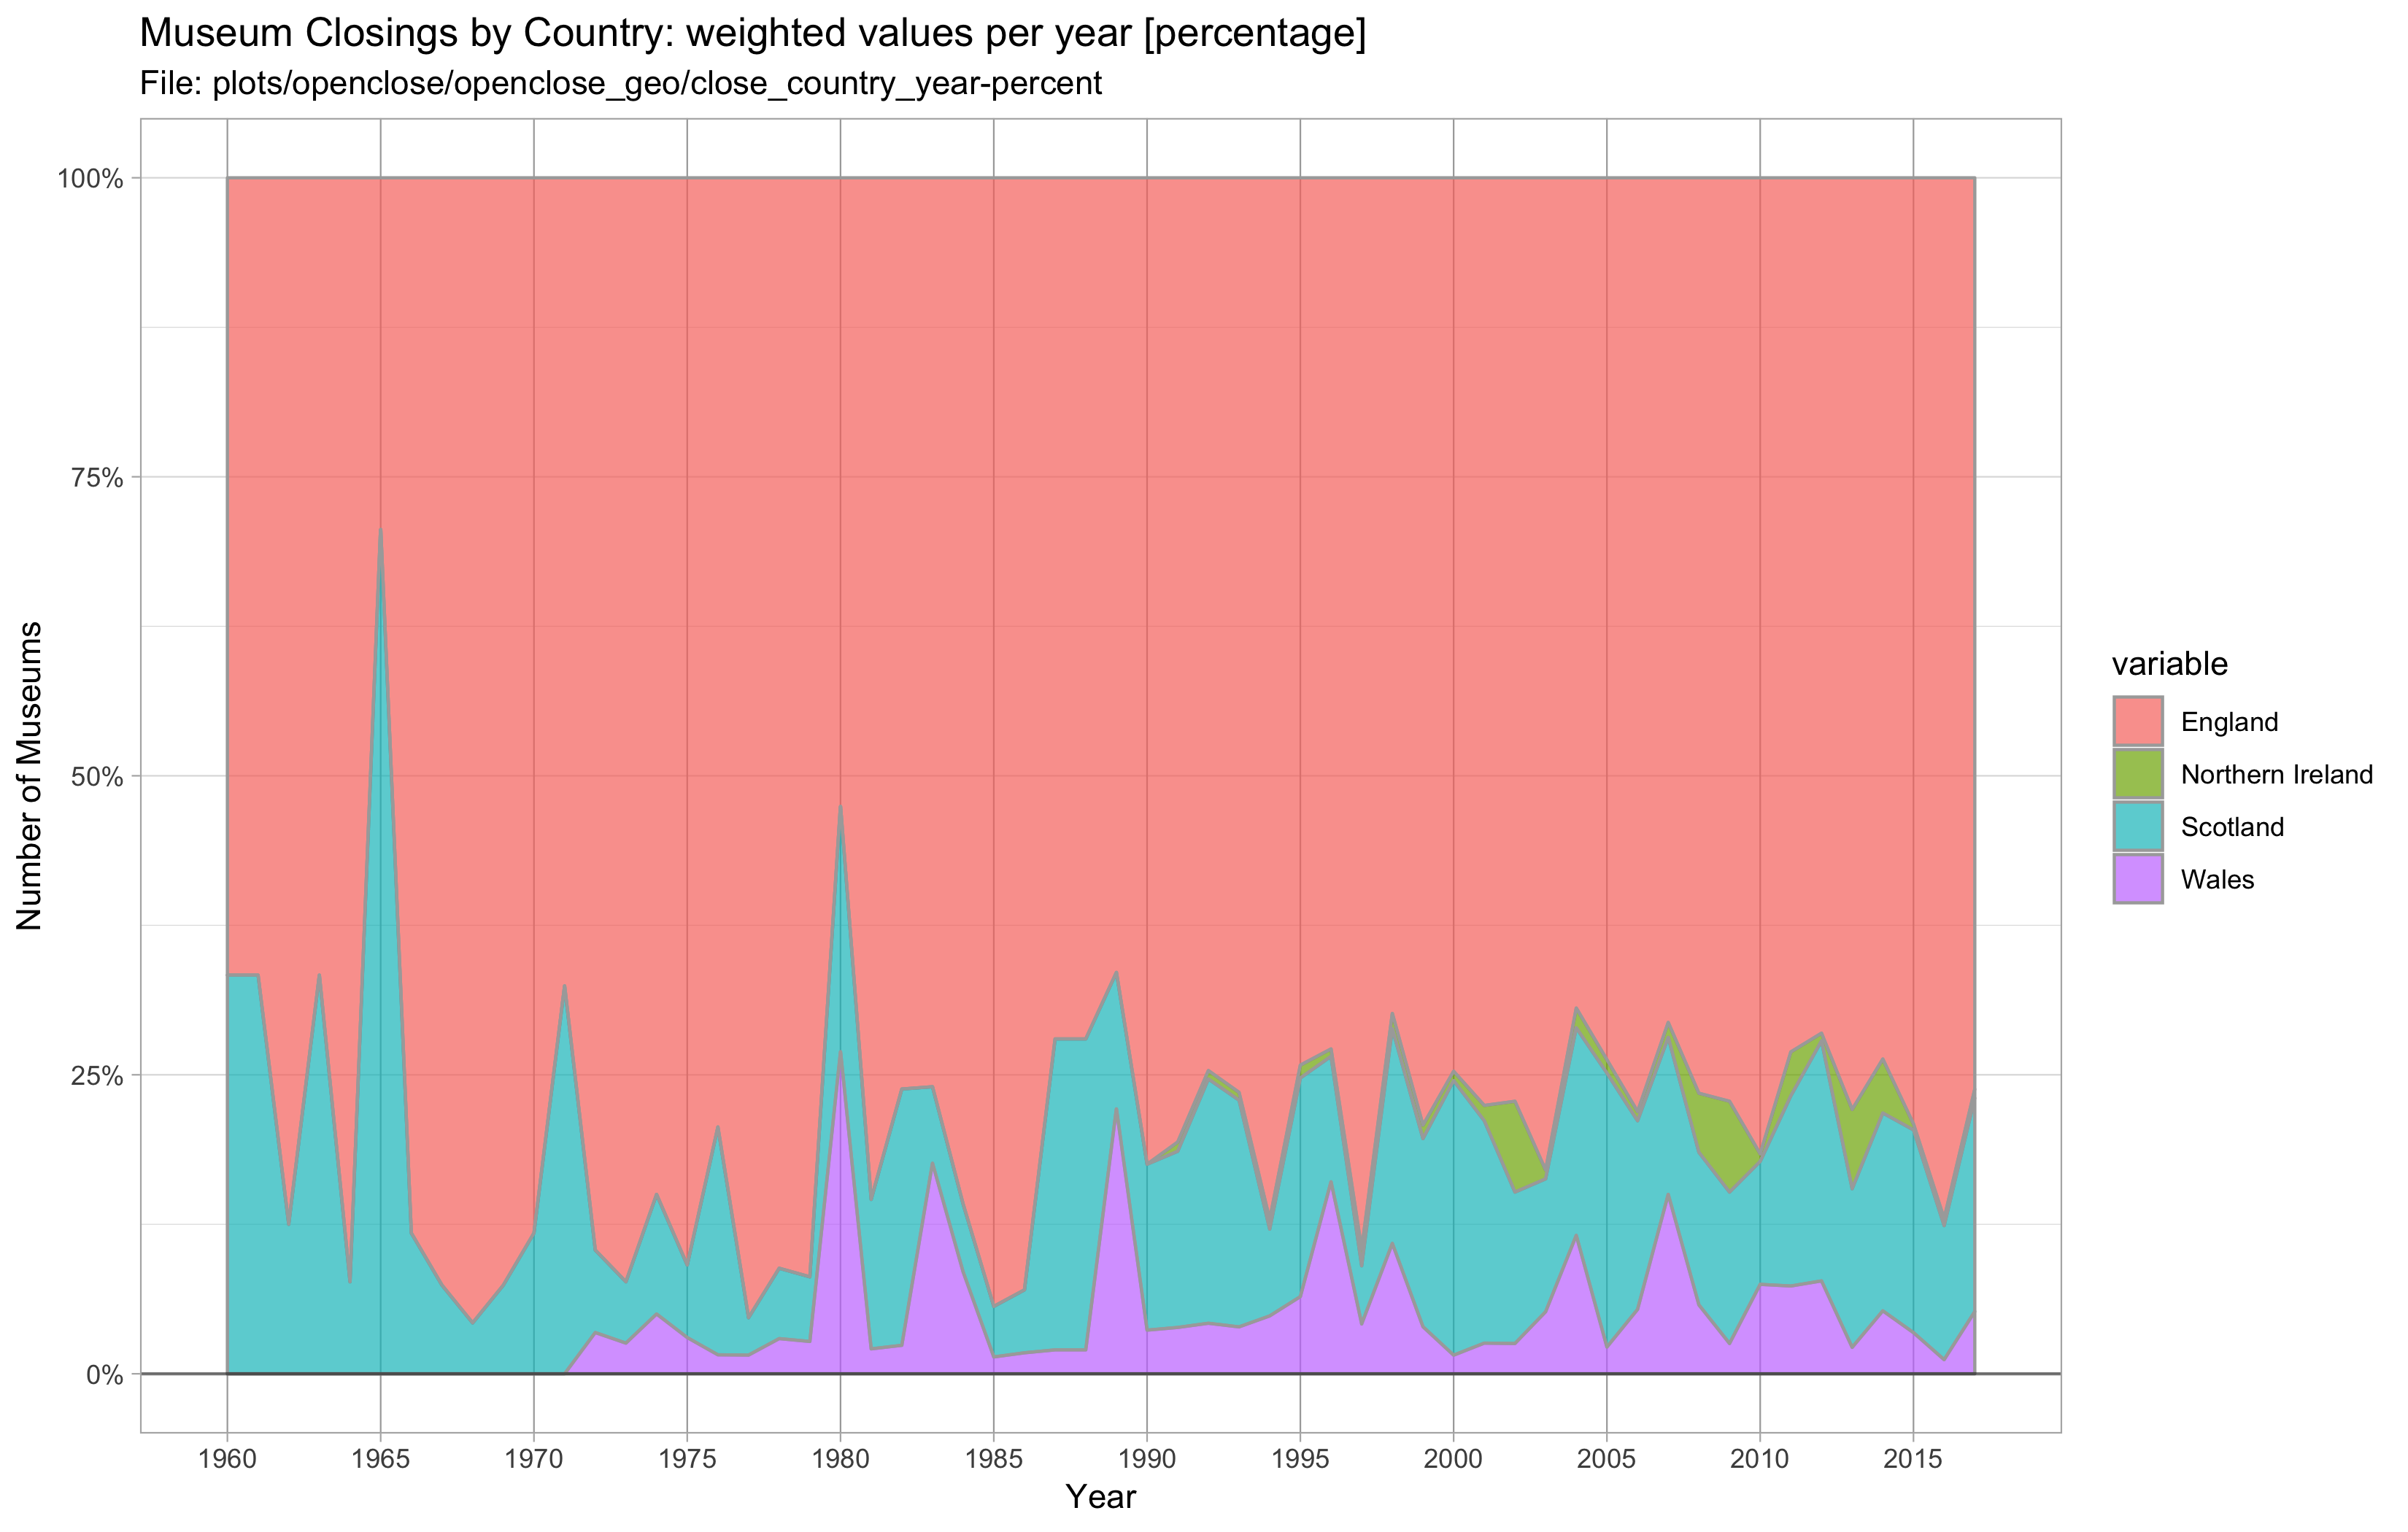 Museum Closings by Country: weighted values per year [percentage]
File: plots/openclose/openclose_geo/close_country_year-percent
100%
75%
50%
25%
0%
Number of Museums
1960 1965 1970 1975 1980 1985 1990 1995 2000 2005 2010 2015
Year
variable
England
Northern Ireland
Scotland
Wales